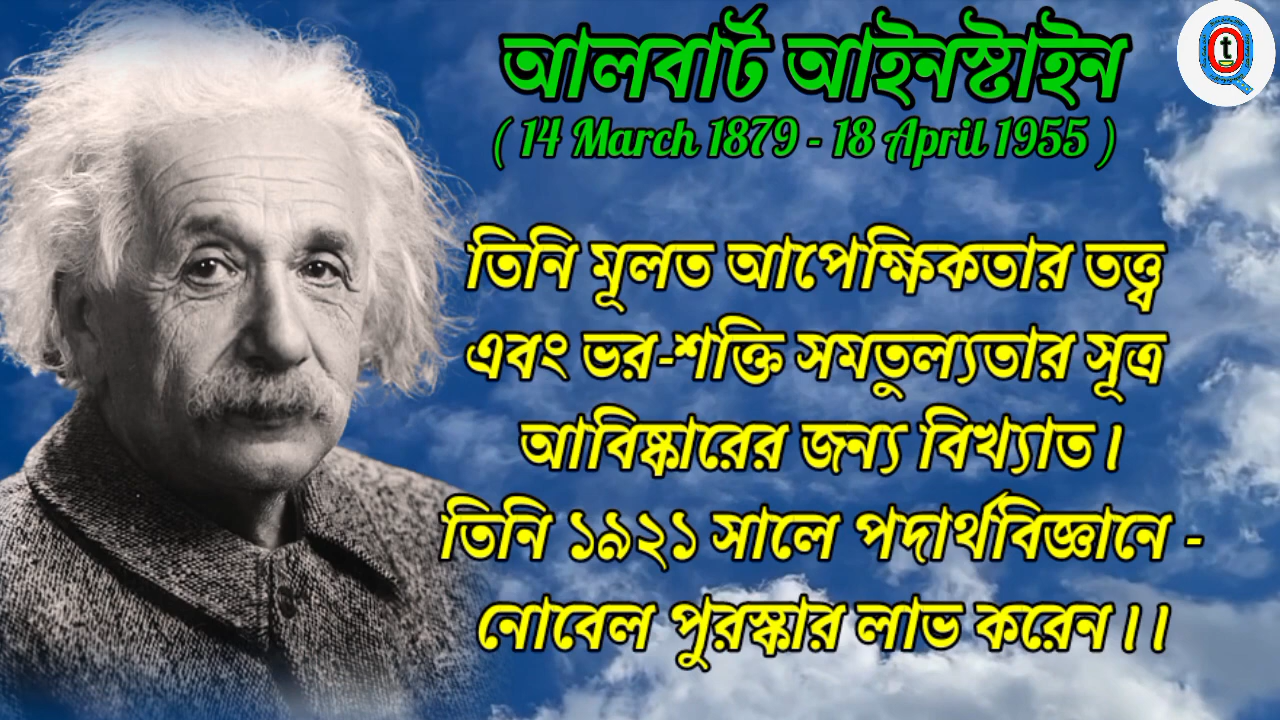 আলবার্ট আইনস্টাইন
( 14 March 1879 - 18 April 1955 )
তিনি মূলত আপেক্ষিকতার তত্ত্ব
এবং ভর-শক্তি সমতুল্যতার সূত্র
আবিষ্কারের জন্য বিখ্যাত।
তিনি ১৯২১ সালে পদার্থবিজ্ঞানে -
নোবেল পুরস্কার লাভ করেন।।
t